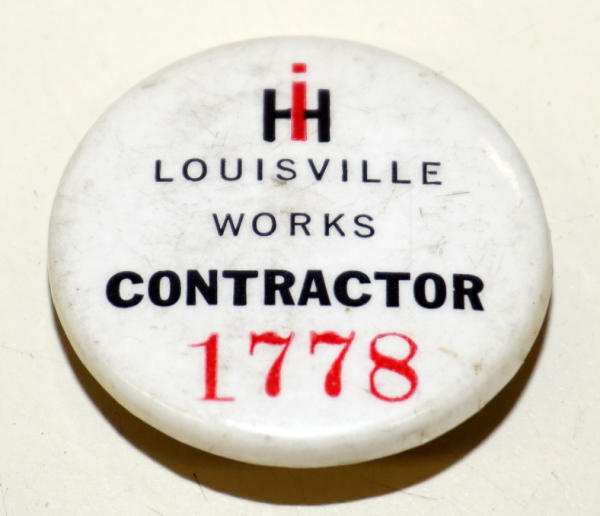 IH
LOUISVILLE
WORKS
CONTRACTOR
1778